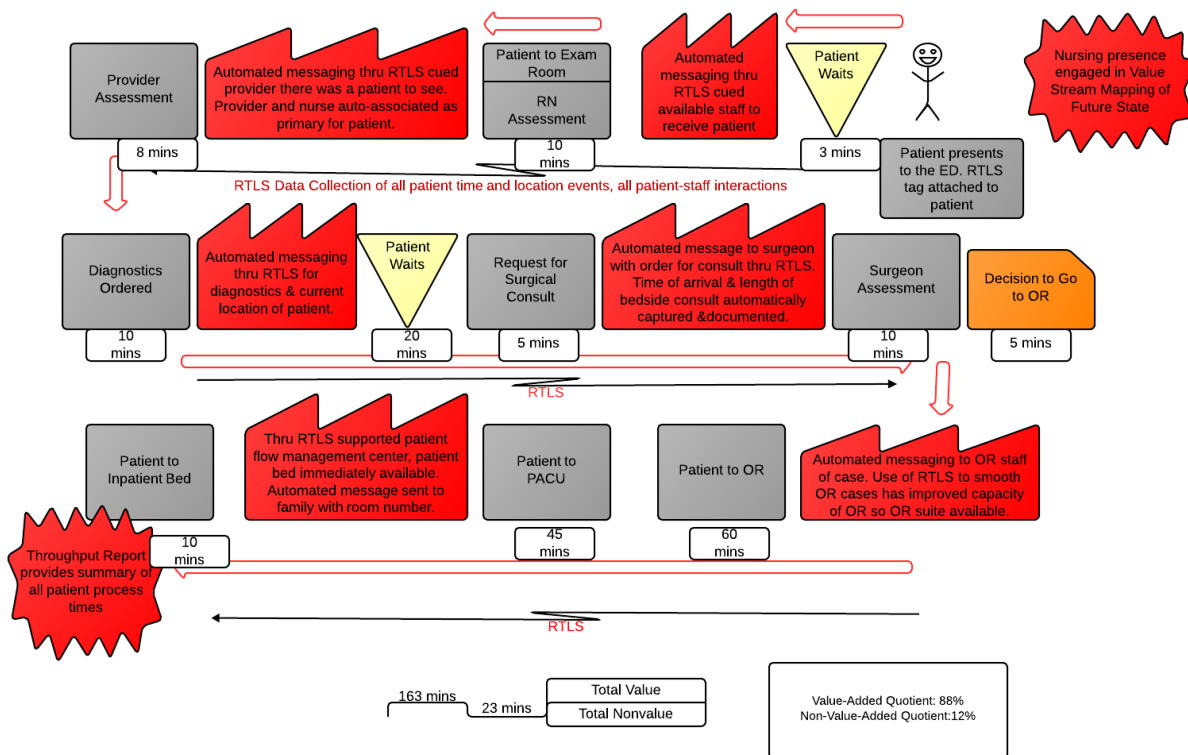 Provider
Assessment
8 mins
Automated messaging thru RTLS cued
provider there was a patient to see.
Provider and nurse auto-associated as
primary for patient.
Patient to Exam
Room
RN
Assessment
10
mins
Automated
messaging thru
RTLS cued
available staff to
receive patient
Patient
Waits
3 mins
Patient presents
to the ED. RTLS
tag attached to
patient
Nursing presence
engaged in Value
Stream Mapping of
Future State
RTLS Data Collection of all patient time and location events, all patient-staff interactions
Diagnostics
Ordered
10
mins
Automated messaging
thru RTLS for
diagnostics & current
location of patient.
Patient
Waits
20
mins
Request for
Surgical
Consult
5 mins
Automated message to surgeon
with order for consult thru RTLS.
Time of arrival & length of
bedside consult automatically
captured &documented.
Surgeon
Assessment
10
mins
Decision to Go
to OR
5 mins
RTLS
Patient to
Inpatient Bed
10
mins
Thru RTLS supported patient
flow management center, patient
bed immediately available.
Automated message sent to
family with room number.
Patient to
PACU
45
mins
Patient to OR
60
mins
Automated messaging to OR staff
of case. Use of RTLS to smooth
OR cases has improved capacity
of OR so OR suite available.
Throughput Report
provides summary of
all patient process
times
RTLS
163 mins
23 mins
Total Value
Total Nonvalue
Value-Added Quotient: 88%
Non-Value-Added Quotient:12%